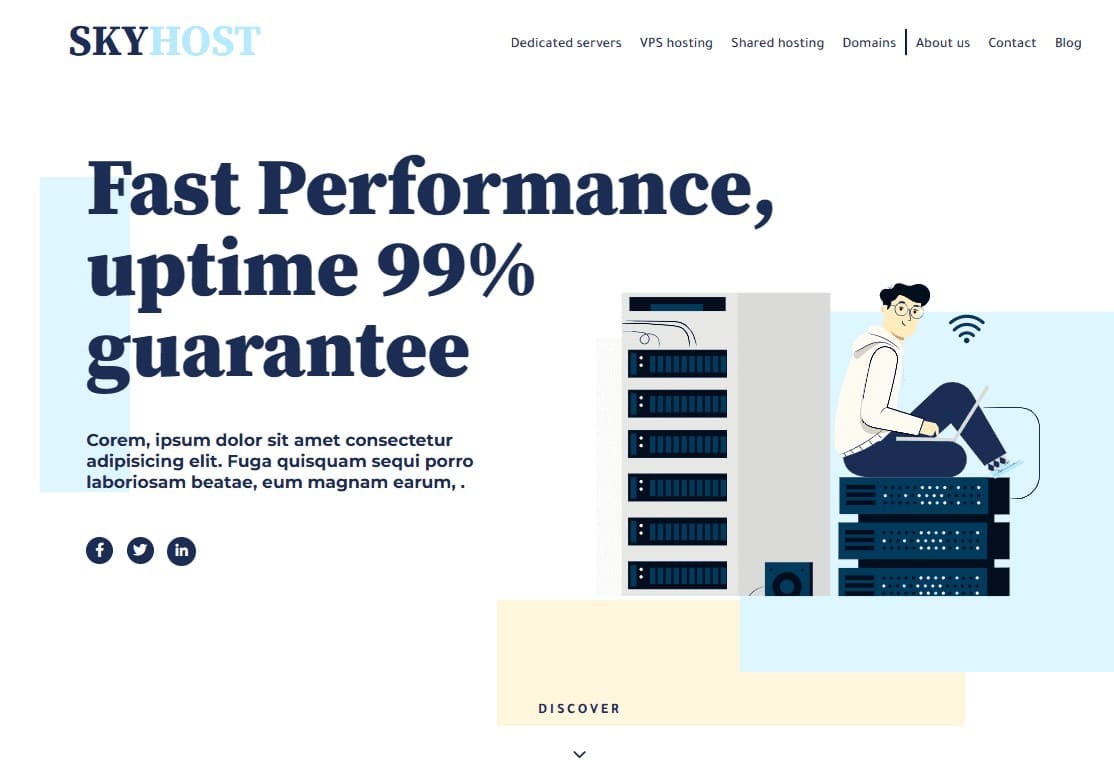 SKYHOST
Dedicated servers VPS hosting Shared hosting Domains About us Contact Blog
Fast Performance,
uptime 99%
guarantee
Corem, ipsum dolor sit amet consectetur
adipisicing elit. Fuga quisquam sequi porro
laboriosam beatae, eum magnam earum, .
DISCOVER